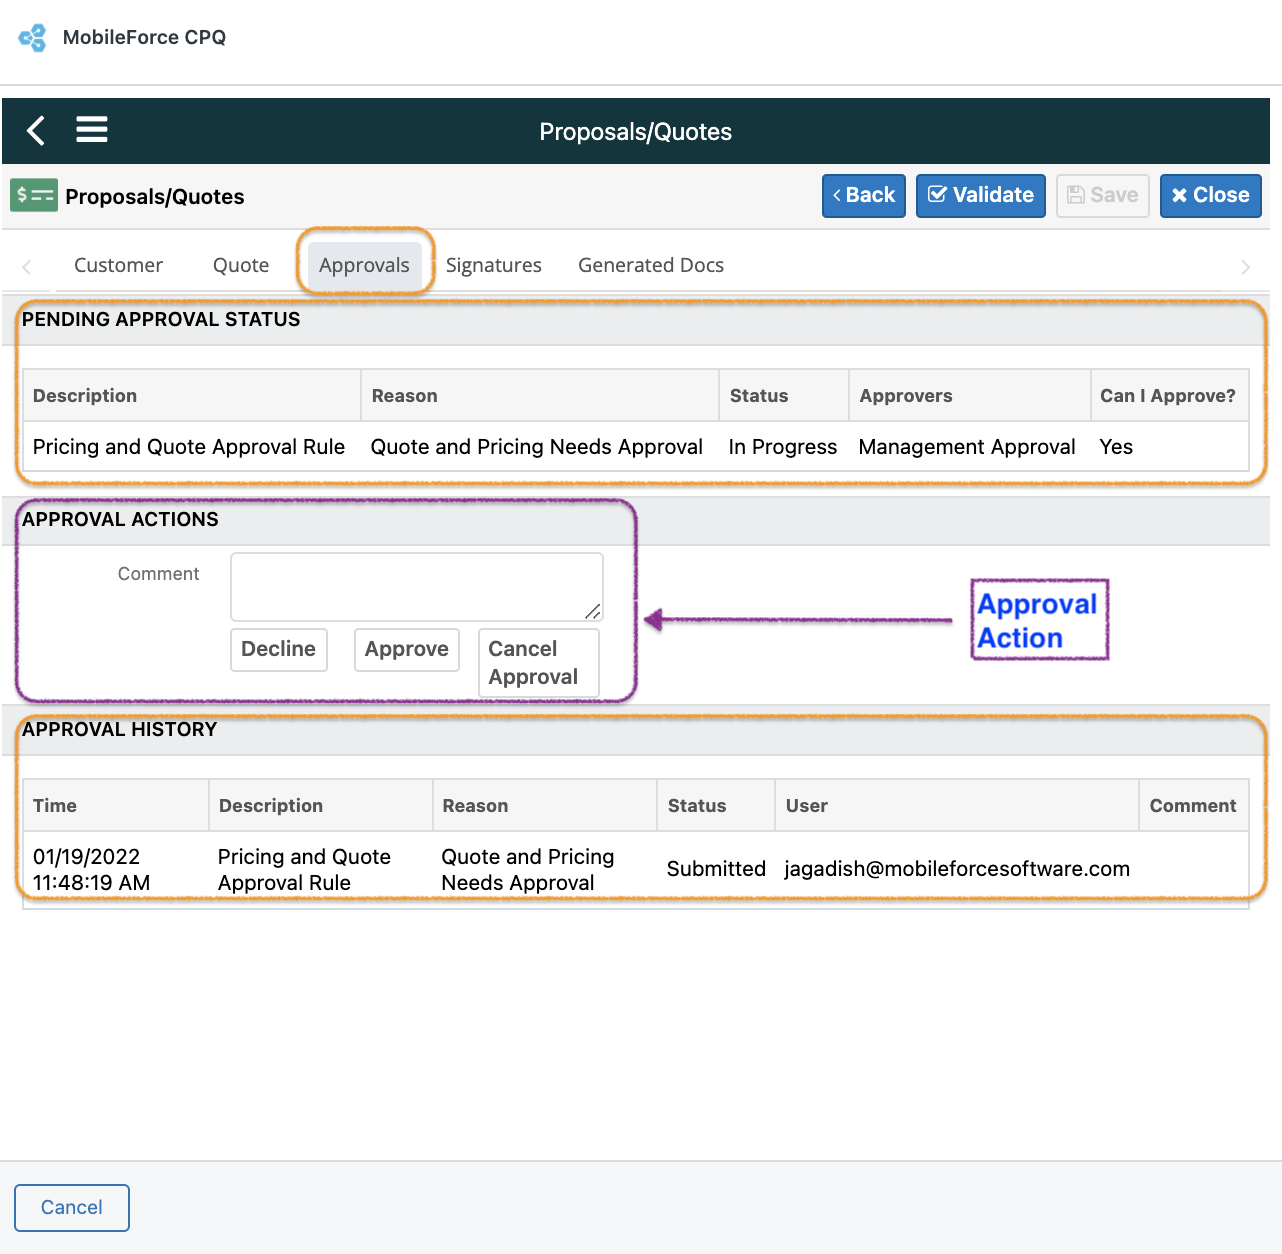 MobileForce CPQ
Proposals/Quotes
Proposals/Quotes
Back
Validate
Save
Close
Customer
Quote
Approvals
Signatures
Generated Docs
PENDING APPROVAL STATUS
Description Reason Status Approvers Can I Approve?
Pricing and Quote Approval Rule Quote and Pricing Needs Approval In Progress Management Approval Yes
APPROVAL ACTIONS
Comment
Decline
Approve
Cancel
Approval
Approval
Action
APPROVAL HISTORY
Time Description Reason Status User Comment
01/19/2022
11:48:19 AM
Pricing and Quote
Approval Rule
Quote and Pricing
Needs Approval
Submitted
jagadish@mobileforcesoftware.com
Cancel